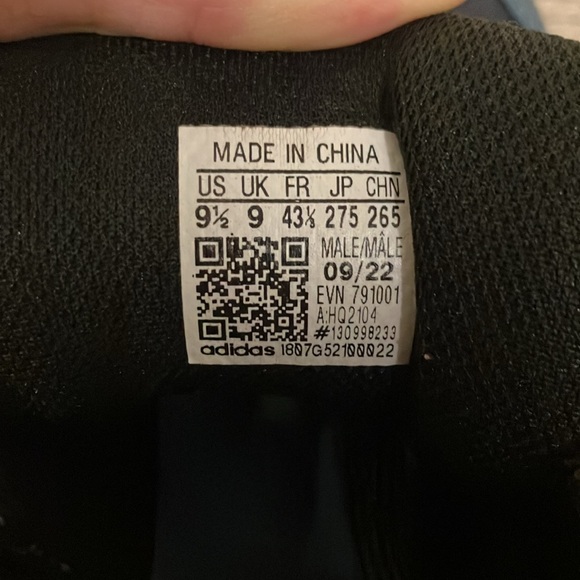 MADE IN CHINA
US UK FR JP CHN
9½ 9 43⅓ 275 265
MALE/MÂLE
09/22
EVN 791001
A:HQ2104
#130998233
adidas 1807G52100022